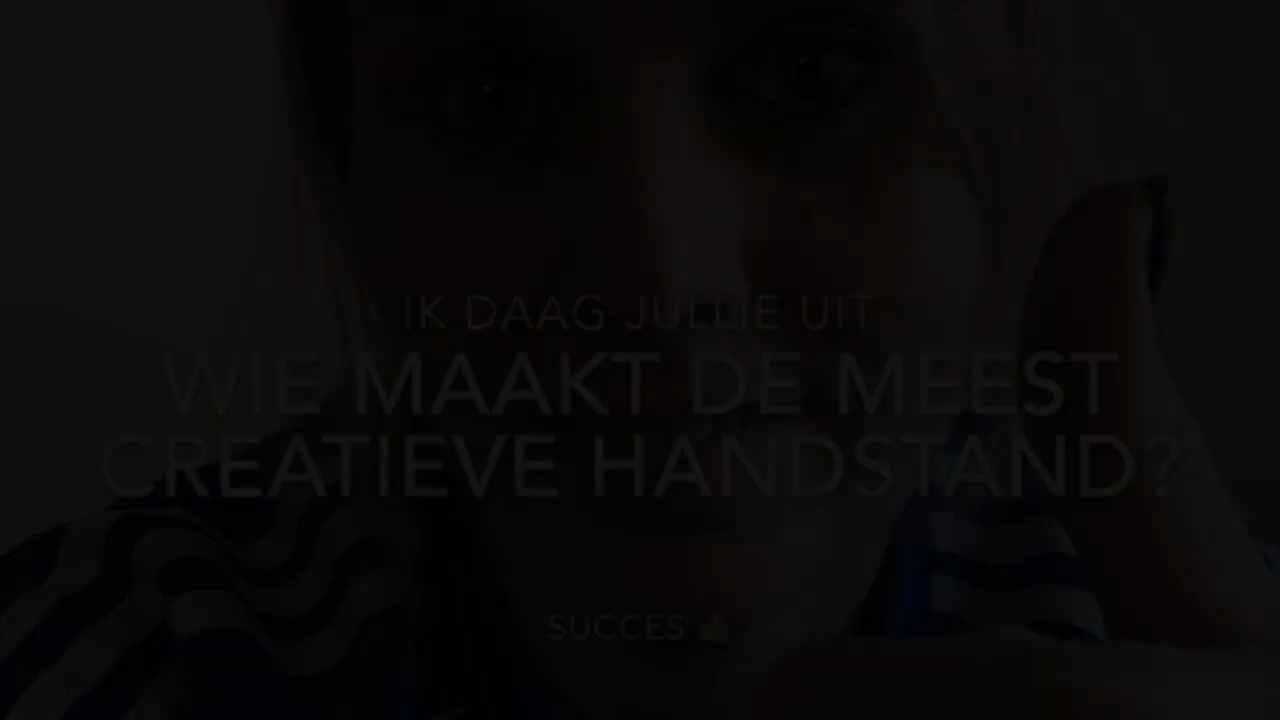 IK DAAG JULLIE UIT
WIE MAAKT DE MEEST
CREATIEVE HANDSTAND?
SUCCES 👍